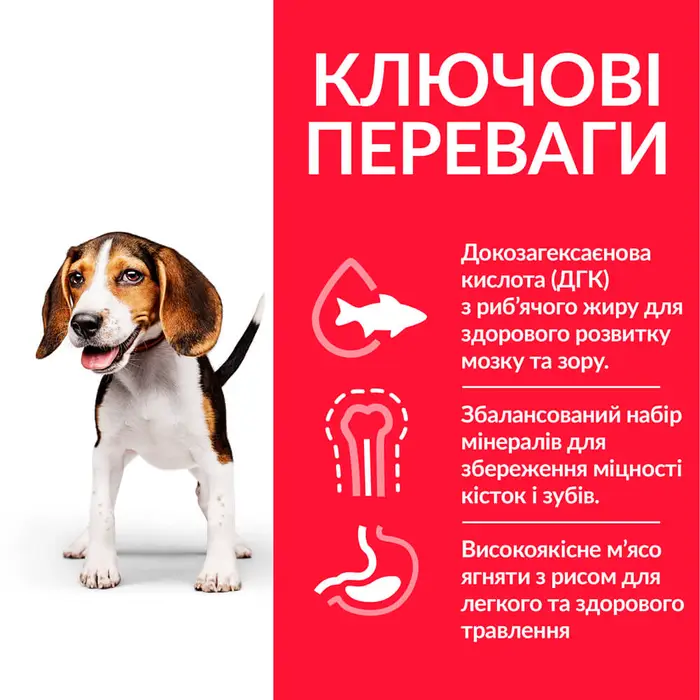 КЛЮЧОВІ
ПЕРЕВАГИ
Докозагексаєнова
кислота (ДГК)
з риб’ячого жиру для
здорового розвитку
мозку та зору.
Збалансований набір
мінералів для
збереження міцності
кісток і зубів.
Високоякісне м’ясо
ягняти з рисом для
легкого та здорового
травлення